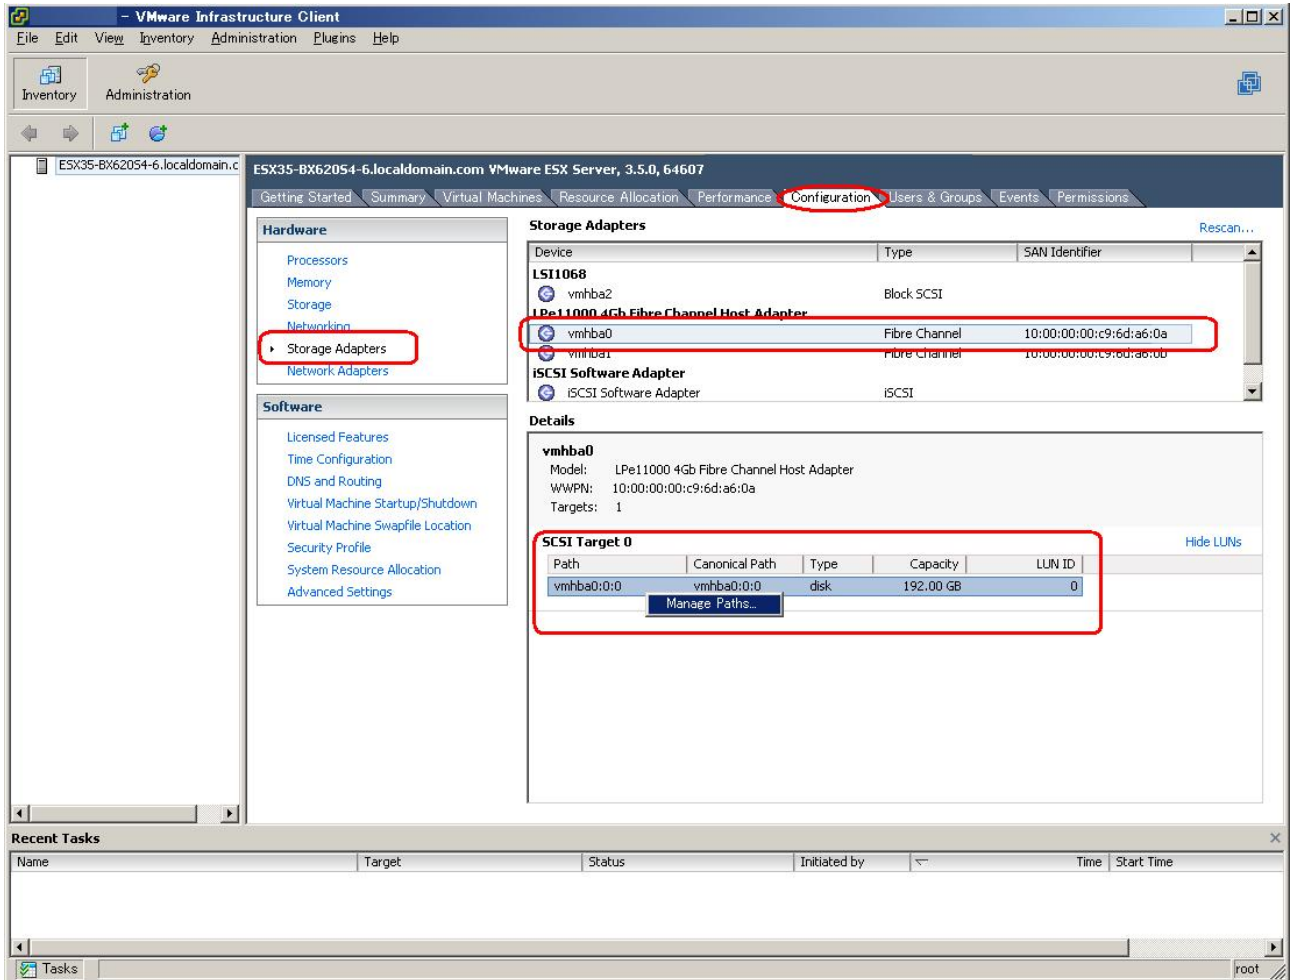 - VMware Infrastructure Client
File Edit View Inventory Administration Plugins Help
Inventory Administration
ESX35-BX620S4-6.localdomain.c
ESX35-BX620S4-6.localdomain.com VMware ESX Server, 3.5.0, 64607
Getting Started Summary Virtual Machines Resource Allocation Performance Configuration Users & Groups Events Permissions
Hardware
Processors
Memory
Storage
Networking
Storage Adapters
Network Adapters
Software
Licensed Features
Time Configuration
DNS and Routing
Virtual Machine Startup/Shutdown
Virtual Machine Swapfile Location
Security Profile
System Resource Allocation
Advanced Settings
Storage Adapters
Rescan...
Device Type SAN Identifier
LSI1068
vmhba2 Block SCSI
LPe11000 4Gb Fibre Channel Host Adapter
vmhba0 Fibre Channel 10:00:00:00:c9:6d:a6:0a
vmhba1 Fibre Channel 10:00:00:00:c9:6d:a6:0b
iSCSI Software Adapter
iSCSI Software Adapter iSCSI
Details
vmhba0
Model: LPe11000 4Gb Fibre Channel Host Adapter
WWPN: 10:00:00:00:c9:6d:a6:0a
Targets: 1
SCSI Target 0 Hide LUNs
Path Canonical Path Type Capacity LUN ID
vmhba0:0:0 vmhba0:0:0 disk 192.00 GB 0
Manage Paths...
Recent Tasks
Name Target Status Initiated by Time Start Time
Tasks root